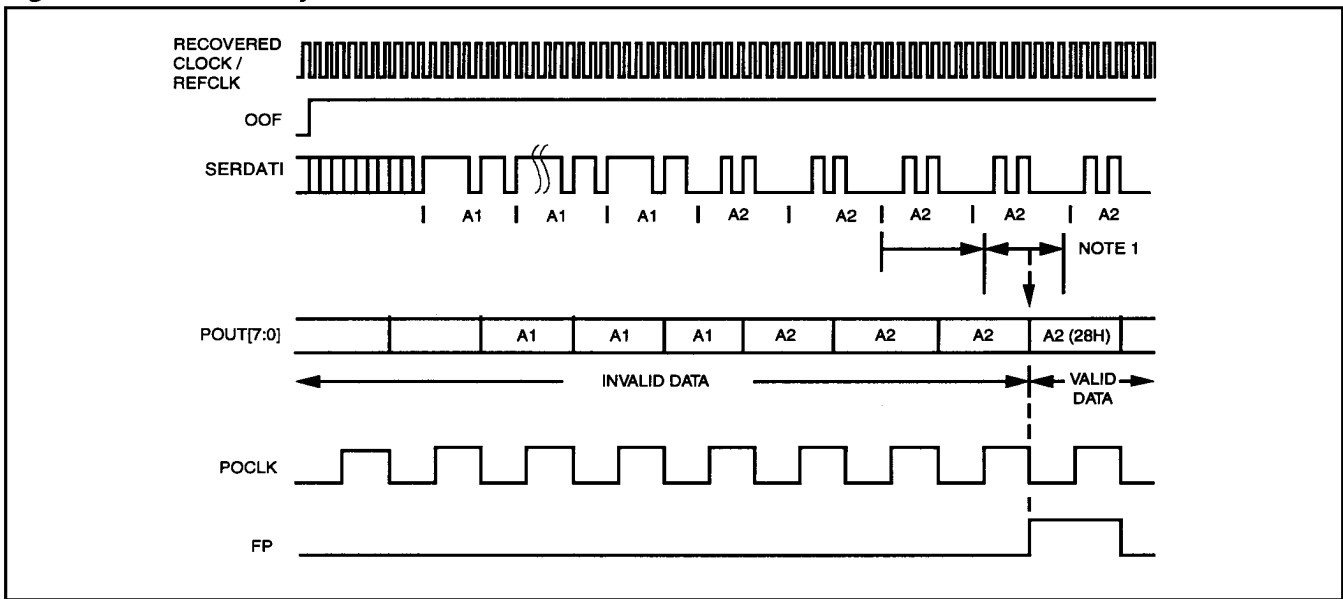 RECOVERED
CLOCK /
REFCLK
OOF
SERDATI
A1 A1 A1 A2 A2 A2 A2 A2
NOTE 1
POUT[7:0] A1 A1 A1 A2 A2 A2 A2 (28H)
INVALID DATA VALID
DATA
POCLK
FP